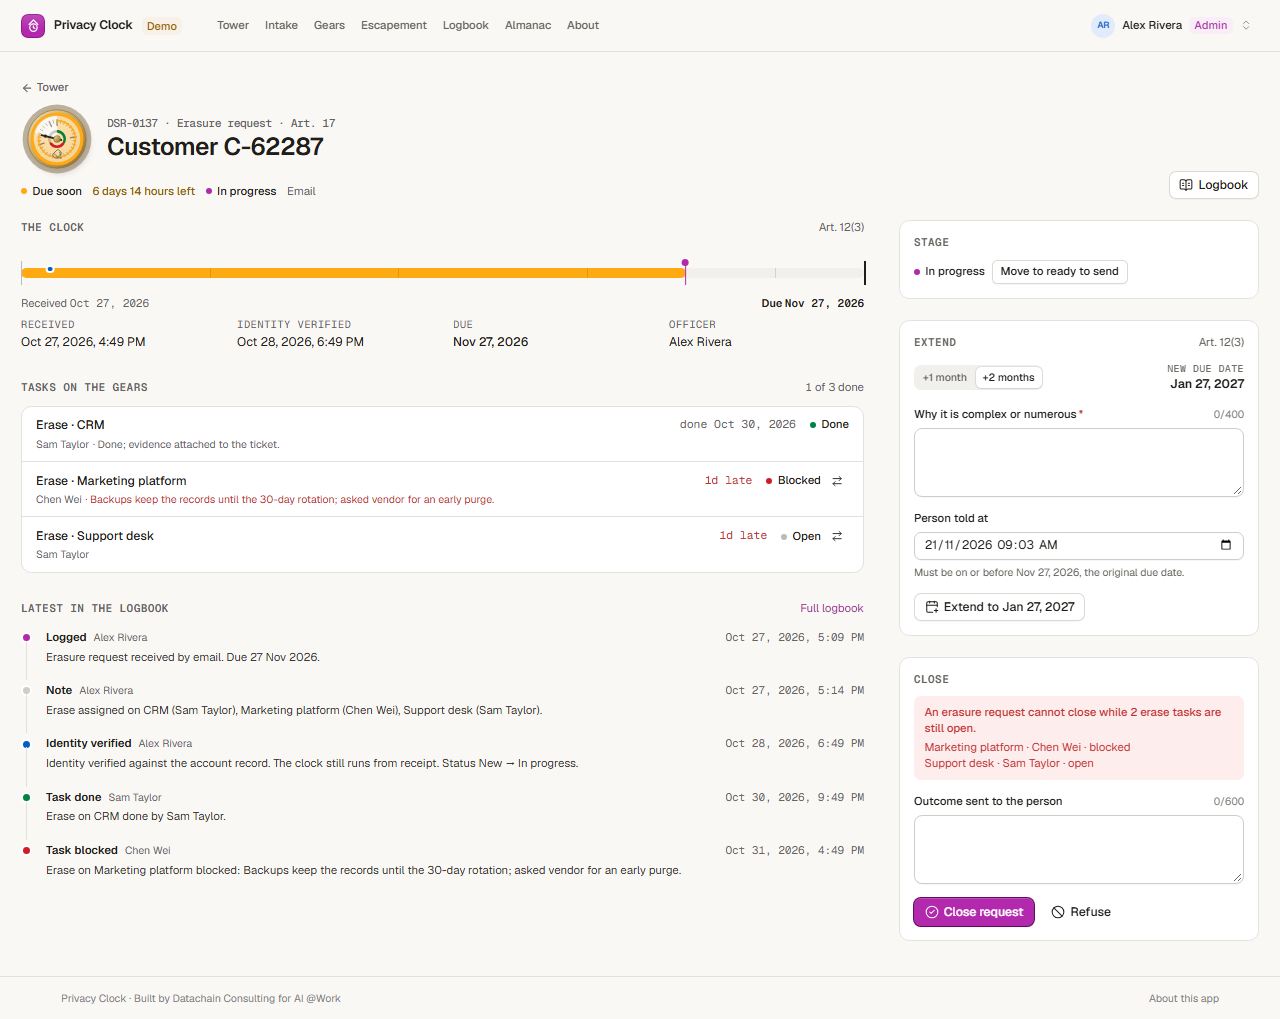 Privacy Clock Demo Tower Intake Gears Escapement Logbook Almanac About AR Alex Rivera Admin
← Tower
DSR-0137 · Erasure request · Art. 17
Customer C-62287
Due soon 6 days 14 hours left In progress Email
Logbook
THE CLOCK Art. 12(3)
Received Oct 27, 2026 Due Nov 27, 2026
RECEIVED IDENTITY VERIFIED DUE OFFICER
Oct 27, 2026, 4:49 PM Oct 28, 2026, 6:49 PM Nov 27, 2026 Alex Rivera
TASKS ON THE GEARS 1 of 3 done
Erase · CRM done Oct 30, 2026 Done
Sam Taylor · Done; evidence attached to the ticket.
Erase · Marketing platform 1d late Blocked
Chen Wei · Backups keep the records until the 30-day rotation; asked vendor for an early purge.
Erase · Support desk 1d late Open
Sam Taylor
LATEST IN THE LOGBOOK Full logbook
Logged Alex Rivera Oct 27, 2026, 5:09 PM
Erasure request received by email. Due 27 Nov 2026.
Note Alex Rivera Oct 27, 2026, 5:14 PM
Erase assigned on CRM (Sam Taylor), Marketing platform (Chen Wei), Support desk (Sam Taylor).
Identity verified Alex Rivera Oct 28, 2026, 6:49 PM
Identity verified against the account record. The clock still runs from receipt. Status New → In progress.
Task done Sam Taylor Oct 30, 2026, 9:49 PM
Erase on CRM done by Sam Taylor.
Task blocked Chen Wei Oct 31, 2026, 4:49 PM
Erase on Marketing platform blocked: Backups keep the records until the 30-day rotation; asked vendor for an early purge.
STAGE
In progress Move to ready to send
EXTEND Art. 12(3)
+1 month +2 months
NEW DUE DATE
Jan 27, 2027
Why it is complex or numerous * 0/400
Person told at
21/11/2026 09:03 AM
Must be on or before Nov 27, 2026, the original due date.
Extend to Jan 27, 2027
CLOSE
An erasure request cannot close while 2 erase tasks are
still open.
Marketing platform · Chen Wei · blocked
Support desk · Sam Taylor · open
Outcome sent to the person 0/600
Close request Refuse
Privacy Clock · Built by Datachain Consulting for AI @Work About this app